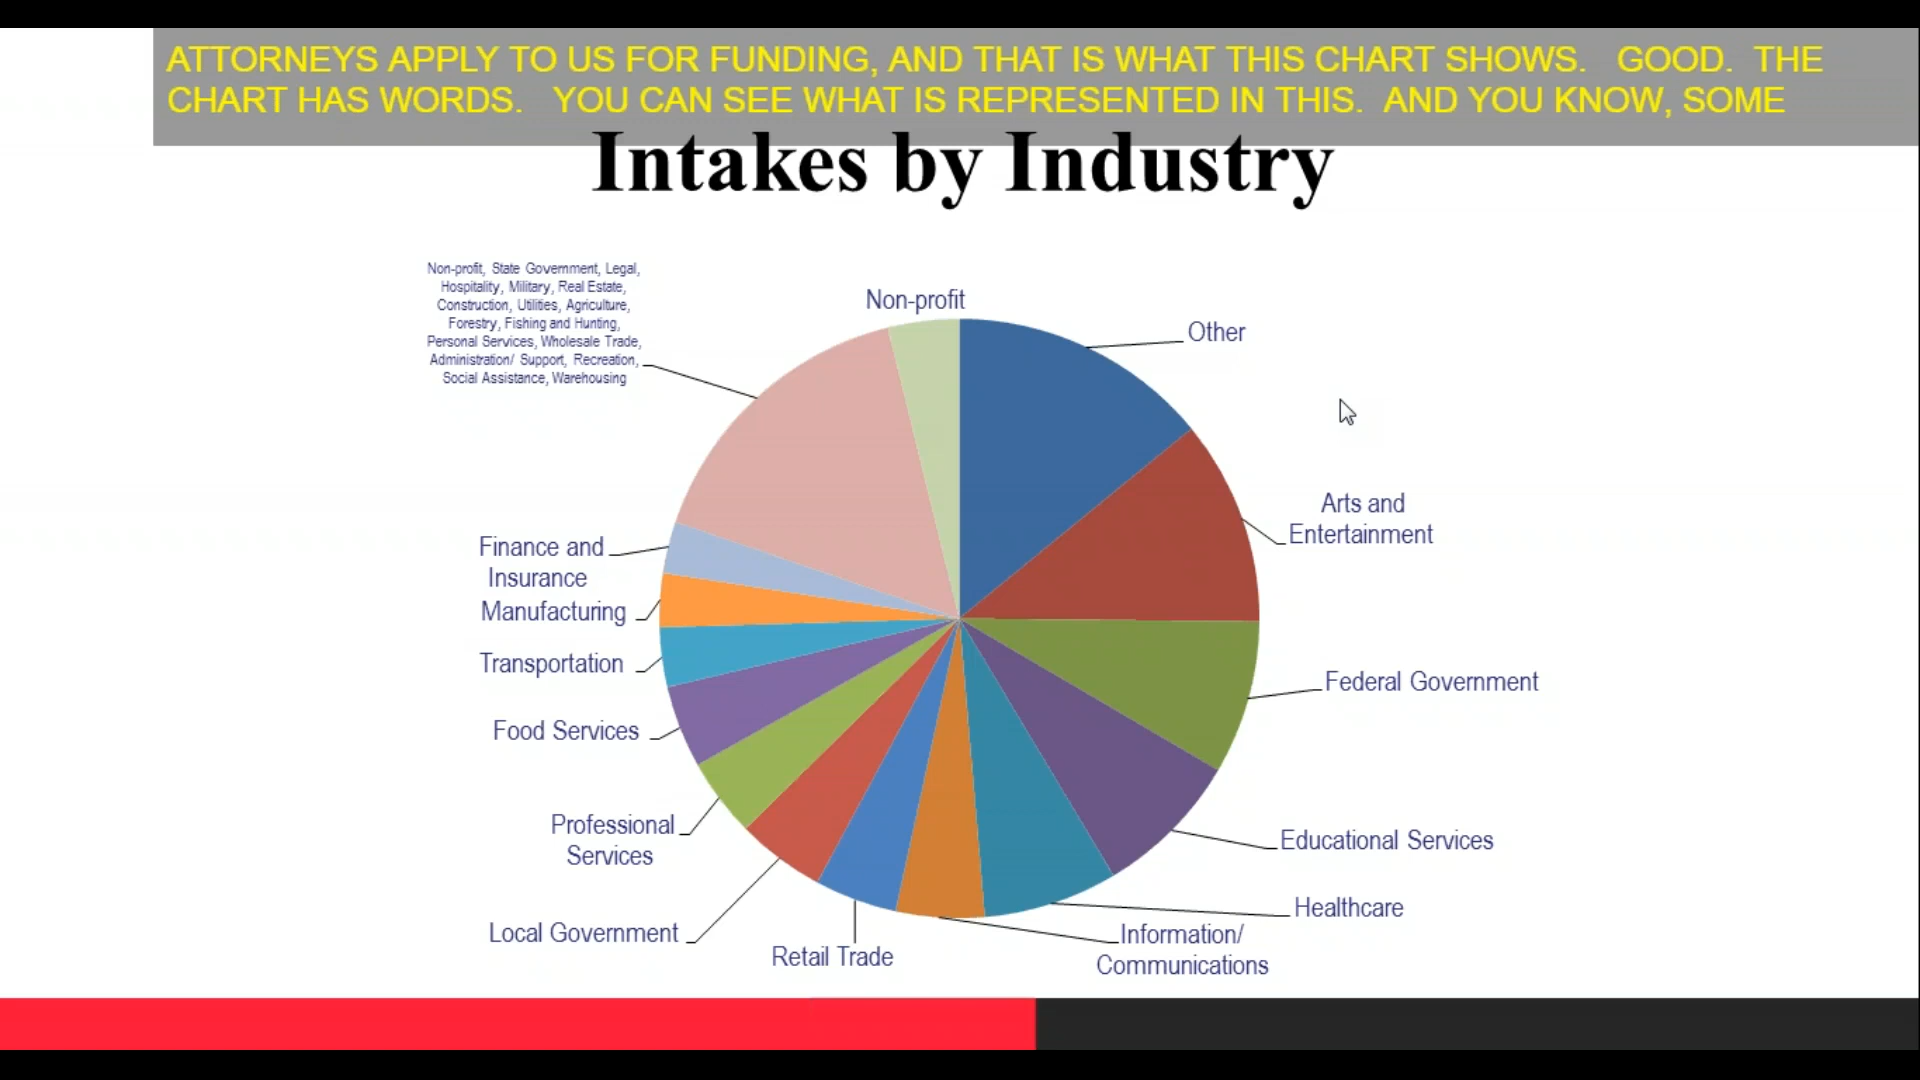 ATTORNEYS APPLY TO US FOR FUNDING, AND THAT IS WHAT THIS CHART SHOWS. GOOD. THE
CHART HAS WORDS. YOU CAN SEE WHAT IS REPRESENTED IN THIS. AND YOU KNOW, SOME
Intakes by Industry
Non-profit, State Government, Legal,
Hospitality, Military, Real Estate,
Construction, Utilities, Agriculture,
Forestry, Fishing and Hunting,
Personal Services, Wholesale Trade,
Administration/ Support, Recreation,
Social Assistance, Warehousing
Non-profit
Other
Arts and
Entertainment
Federal Government
Educational Services
Healthcare
Information/
Communications
Retail Trade
Local Government
Professional
Services
Food Services
Transportation
Manufacturing
Finance and
Insurance